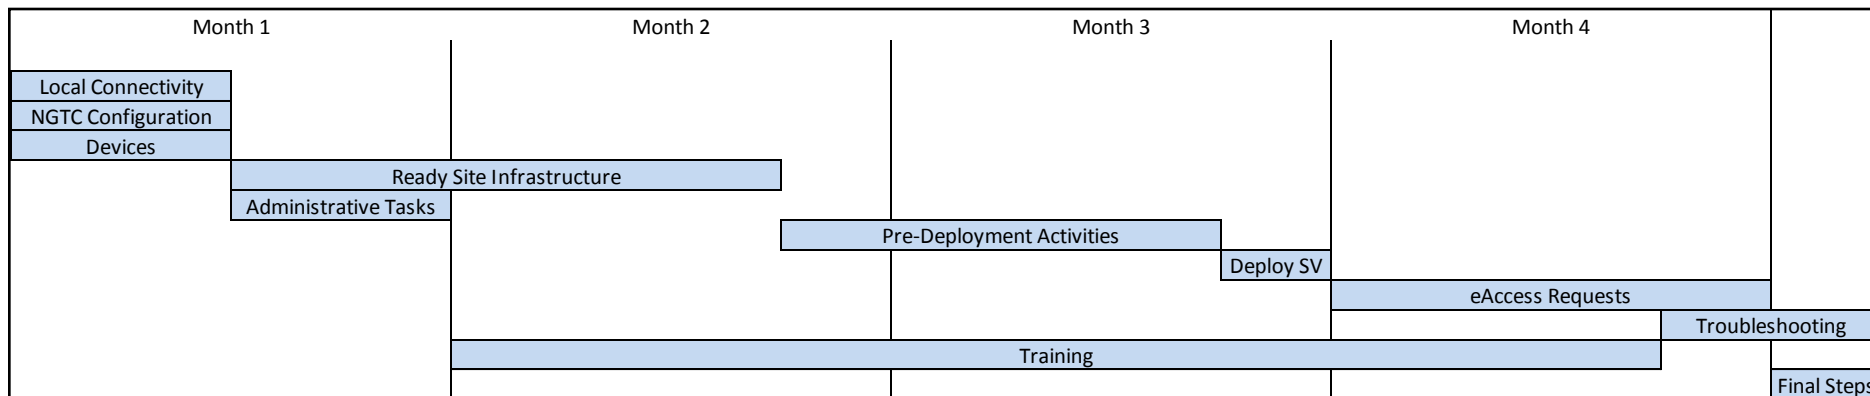 Month 1
Month 2
Month 3
Month 4
Local Connectivity
NGTC Configuration
Devices
Ready Site Infrastructure
Administrative Tasks
Pre-Deployment Activities
Deploy SV
eAccess Requests
Troubleshooting
Training
Final Steps